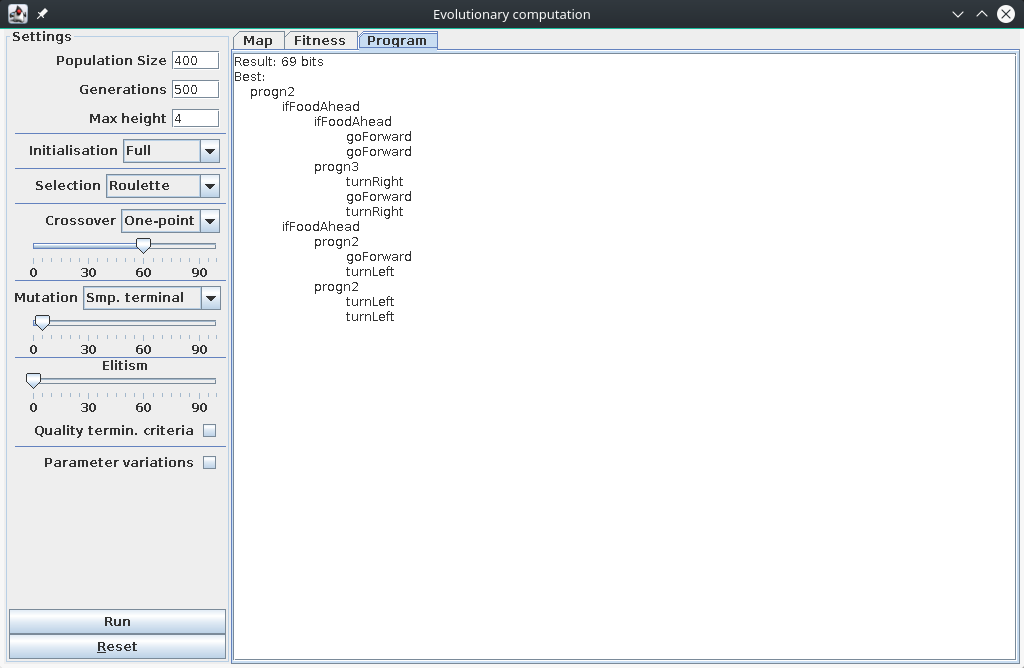 Evolutionary computation
Settings
Population Size 400
Generations 500
Max height 4
Initialisation Full
Selection Roulette
Crossover One-point
0 30 60 90
Mutation Smp. terminal
0 30 60 90
Elitism
0 30 60 90
Quality termin. criteria
Parameter variations
Run
Reset
Map Fitness Program
Result: 69 bits
Best:
progn2
ifFoodAhead
ifFoodAhead
goForward
goForward
progn3
turnRight
goForward
turnRight
ifFoodAhead
progn2
goForward
turnLeft
progn2
turnLeft
turnLeft